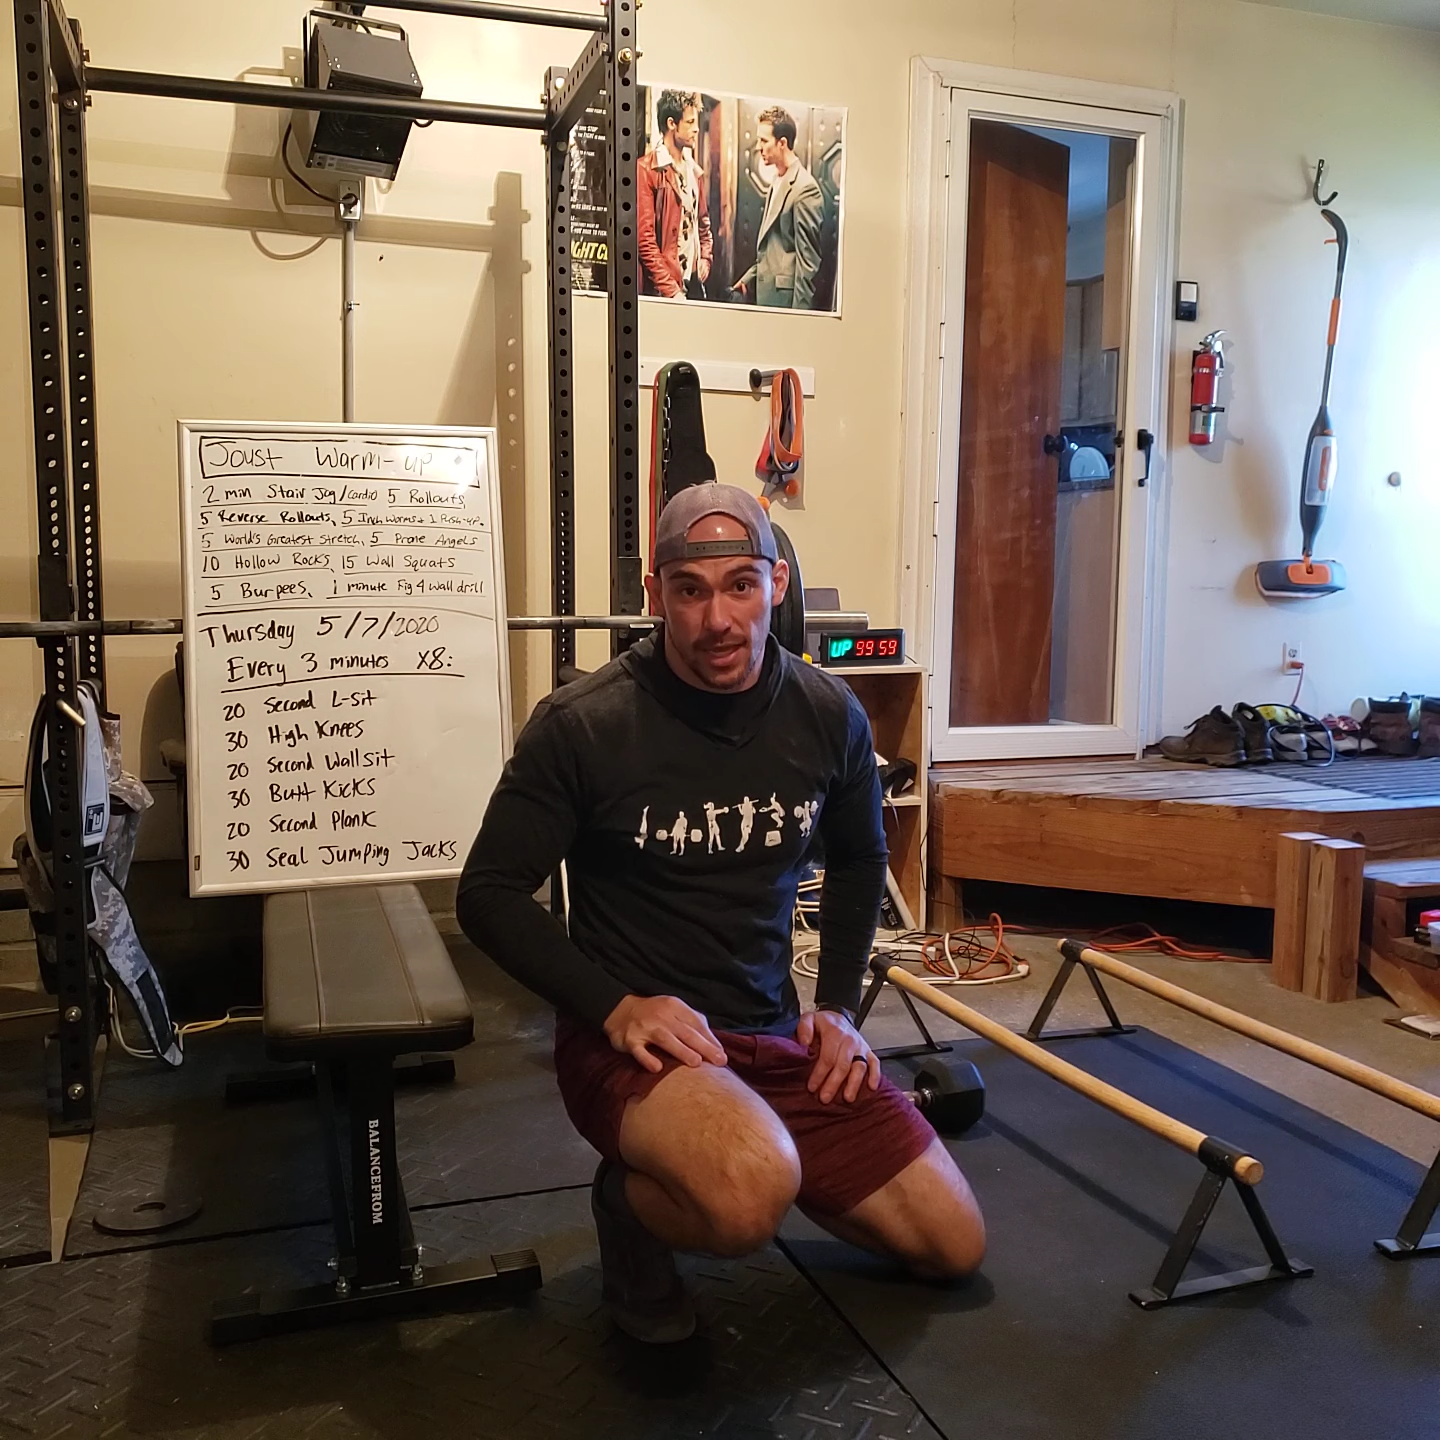 Joust Warm-up
2 min Stair Jog/cardio 5 Rollouts,
5 Reverse Rollouts, 5 Inch worms + 1 Push-up.
5 World's Greatest Stretch, 5 Prone Angels
10 Hollow Rocks, 15 Wall Squats
5 Burpees, 1 minute Fig 4 wall drill
Thursday 5/7/2020
Every 3 minutes X8:
20 Second L-Sit
30 High Knees
20 Second Wallsit
30 Butt Kicks
20 Second Plank
30 Seal Jumping Jacks
GHT CL
UP 99 59
BALANCEFROM